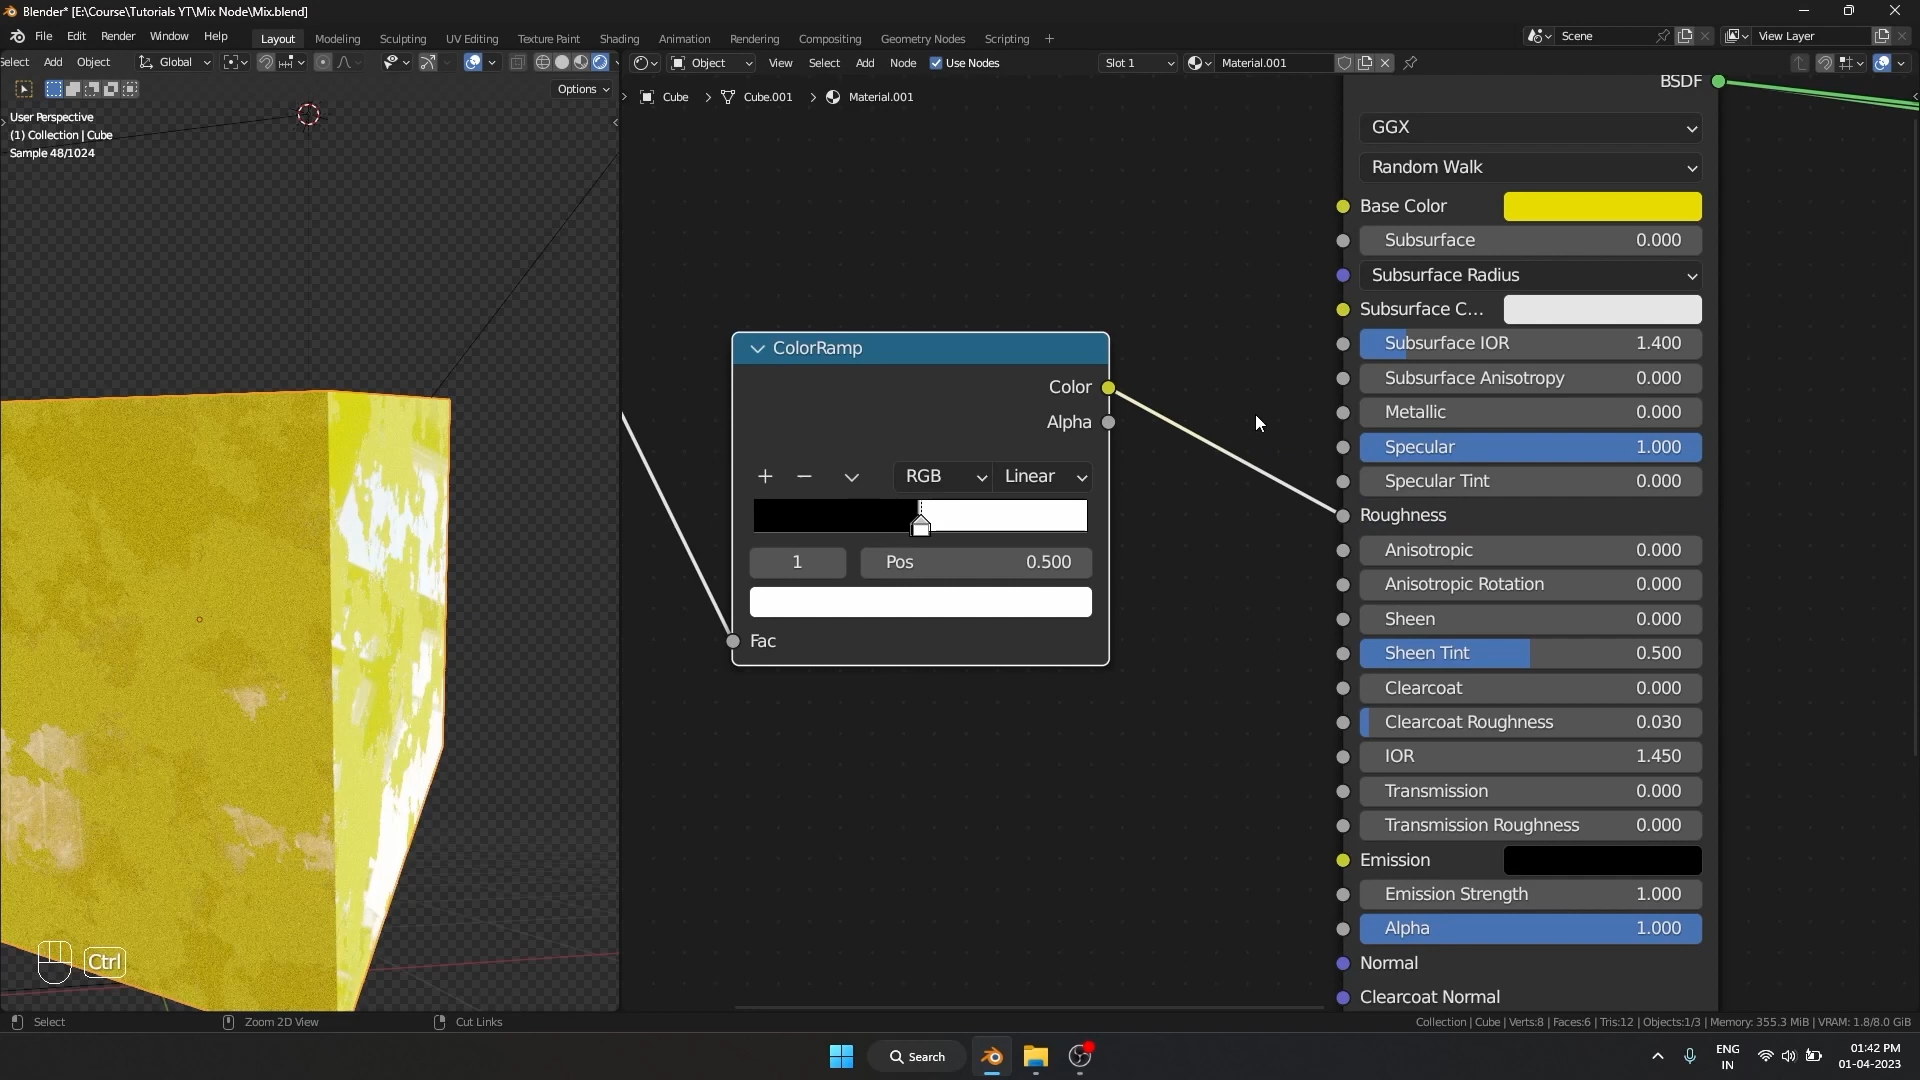 Blender* [E:\Course\Tutorials YT\Mix Node\Mix.blend]
File Edit Render Window Help Layout Modeling Sculpting UV Editing Texture Paint Shading Animation Rendering Compositing Geometry Nodes Scripting + Scene View Layer
Select Add Object Global Object View Select Add Node Use Nodes Slot 1 Material.001
Options
Cube > Cube.001 > Material.001
User Perspective
(1) Collection | Cube
Sample 48/1024
BSDF
GGX
Random Walk
Base Color
Subsurface 0.000
Subsurface Radius
Subsurface C...
Subsurface IOR 1.400
Subsurface Anisotropy 0.000
Metallic 0.000
Specular 1.000
Specular Tint 0.000
Roughness
Anisotropic 0.000
Anisotropic Rotation 0.000
Sheen 0.000
Sheen Tint 0.500
Clearcoat 0.000
Clearcoat Roughness 0.030
IOR 1.450
Transmission 0.000
Transmission Roughness 0.000
Emission
Emission Strength 1.000
Alpha 1.000
Normal
Clearcoat Normal
ColorRamp
Color
Alpha
+ − RGB Linear
1 Pos 0.500
Fac
Ctrl
Select Zoom 2D View Cut Links Collection | Cube | Verts:8 | Faces:6 | Tris:12 | Objects:1/3 | Memory: 355.3 MiB | VRAM: 1.8/8.0 GiB
Search
ENG
IN
01:42 PM
01-04-2023